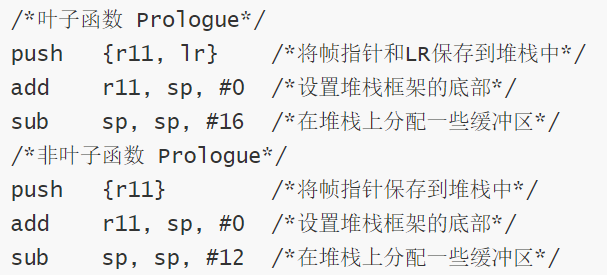 /*叶子函数 Prologue*/
push {r11, lr} /*将帧指针和LR保存到堆栈中*/
add r11, sp, #0 /*设置堆栈框架的底部*/
sub sp, sp, #16 /*在堆栈上分配一些缓冲区*/
/*非叶子函数 Prologue*/
push {r11} /*将帧指针保存到堆栈中*/
add r11, sp, #0 /*设置堆栈框架的底部*/
sub sp, sp, #12 /*在堆栈上分配一些缓冲区*/